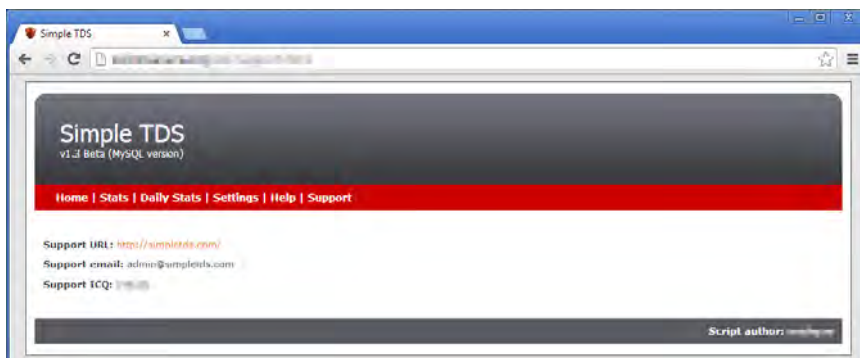 Simple TDS
Simple TDS
v1.3 Beta (MySQL version)
Home | Stats | Daily Stats | Settings | Help | Support
Support URL: http://simpletds.com/
Support email: admin@simpletds.com
Support ICQ:
Script author: